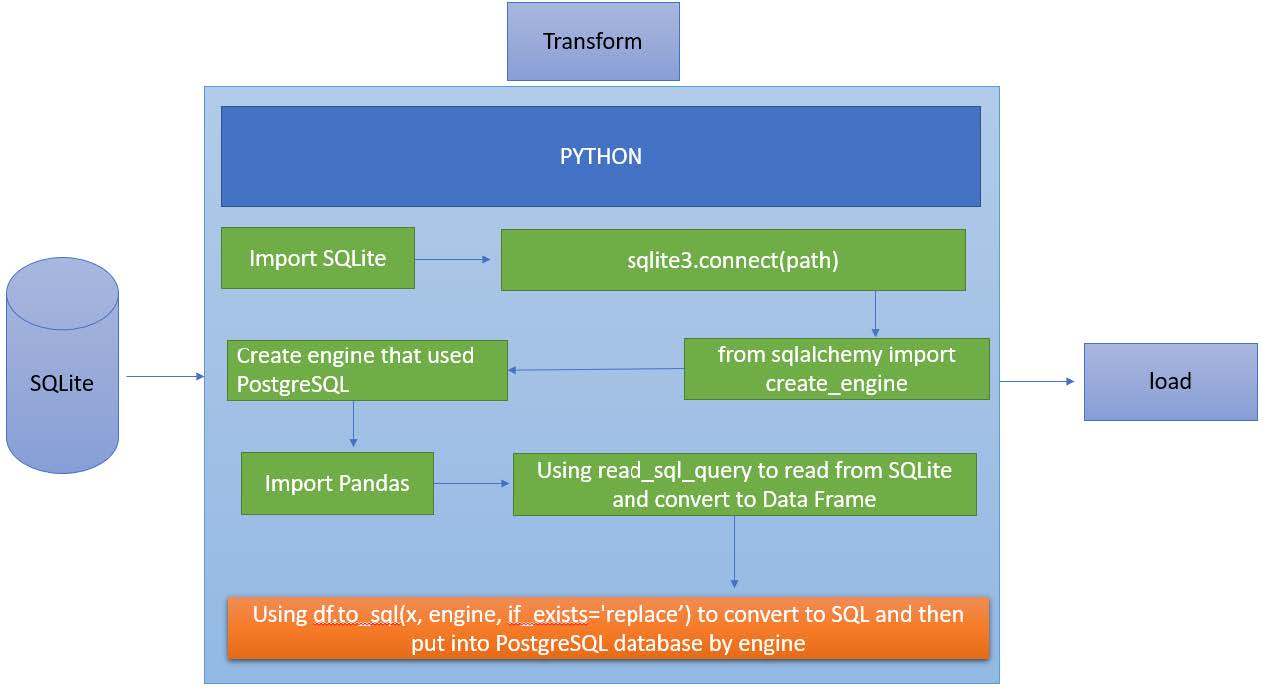 Transform
PYTHON
Import SQLite
sqlite3.connect(path)
Create engine that used
PostgreSQL
from sqlalchemy import
create_engine
SQLite
load
Import Pandas
Using read_sql_query to read from SQLite
and convert to Data Frame
Using df.to_sql(x, engine, if_exists='replace’) to convert to SQL and then
put into PostgreSQL database by engine